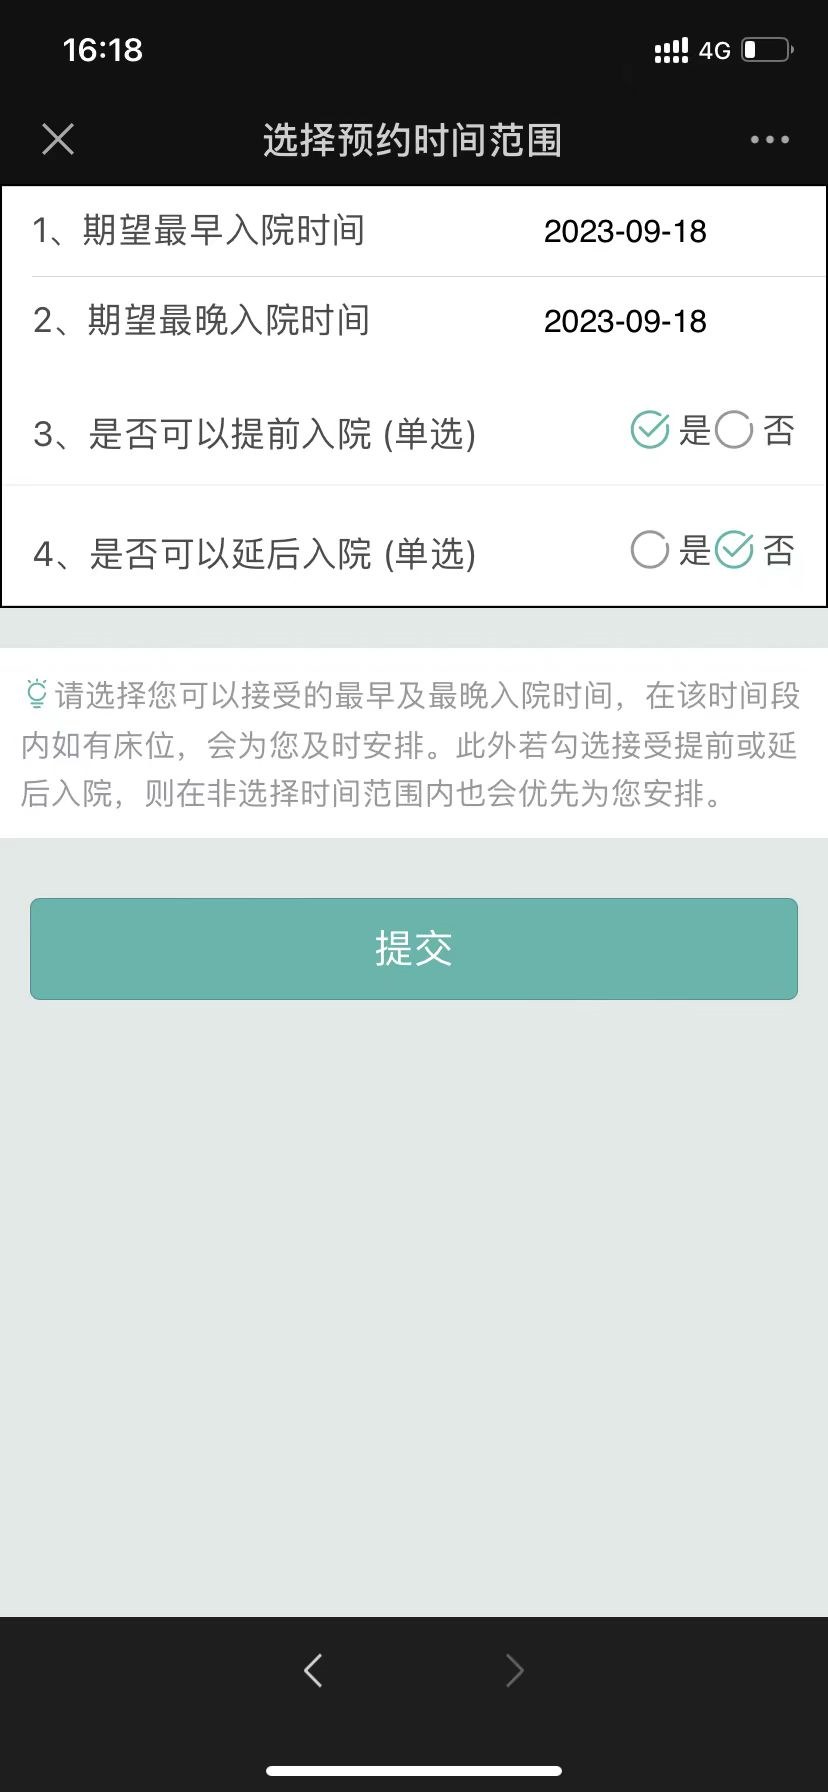 16:18 4G
选择预约时间范围
1、期望最早入院时间 2023-09-18
2、期望最晚入院时间 2023-09-18
3、是否可以提前入院 (单选) 是 否
4、是否可以延后入院 (单选) 是 否
请选择您可以接受的最早及最晚入院时间，在该时间段
内如有床位，会为您及时安排。此外若勾选接受提前或延
后入院，则在非选择时间范围内也会优先为您安排。
提交